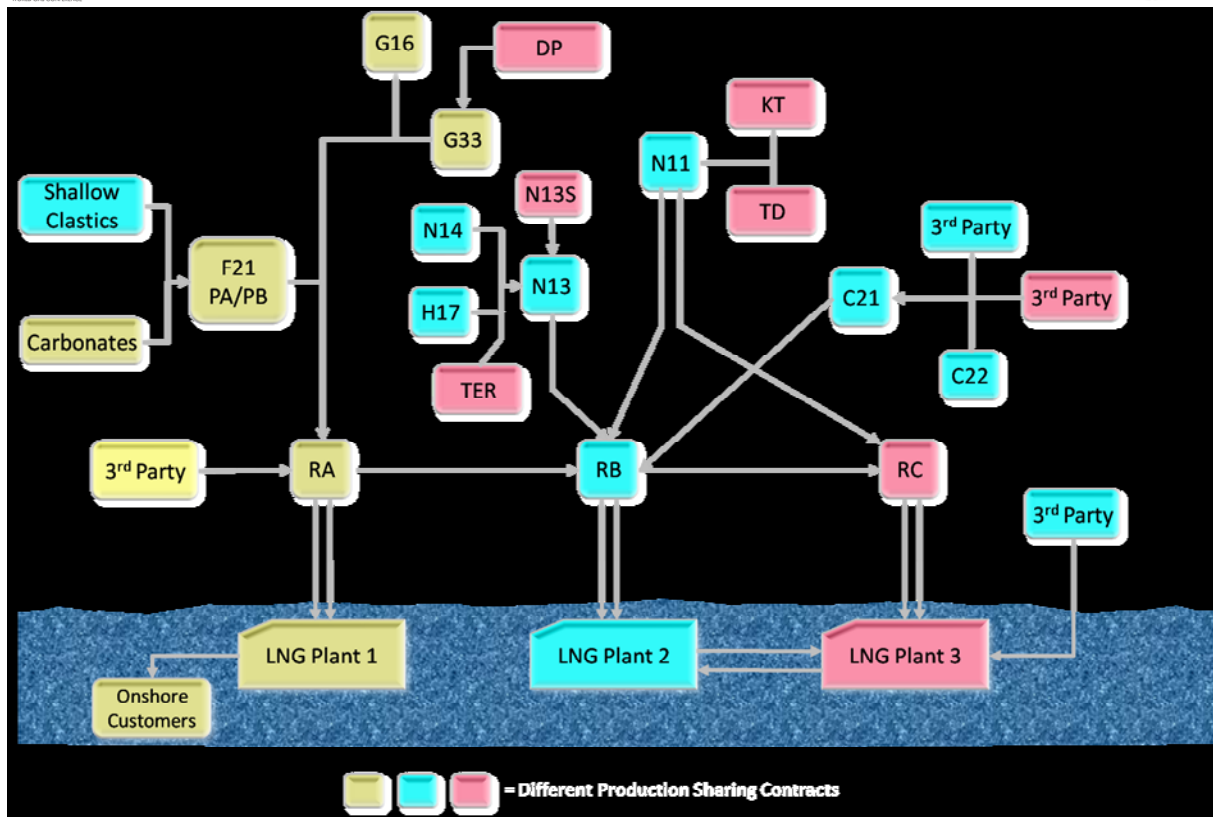 G16
DP
KT
G33
N11
Shallow
Clastics
N13S
TD
N14
3rd Party
F21
PA/PB
N13
C21
3rd Party
H17
Carbonates
TER
C22
3rd Party
RA
RB
RC
3rd Party
LNG Plant 1
LNG Plant 2
LNG Plant 3
Onshore
Customers
= Different Production Sharing Contracts